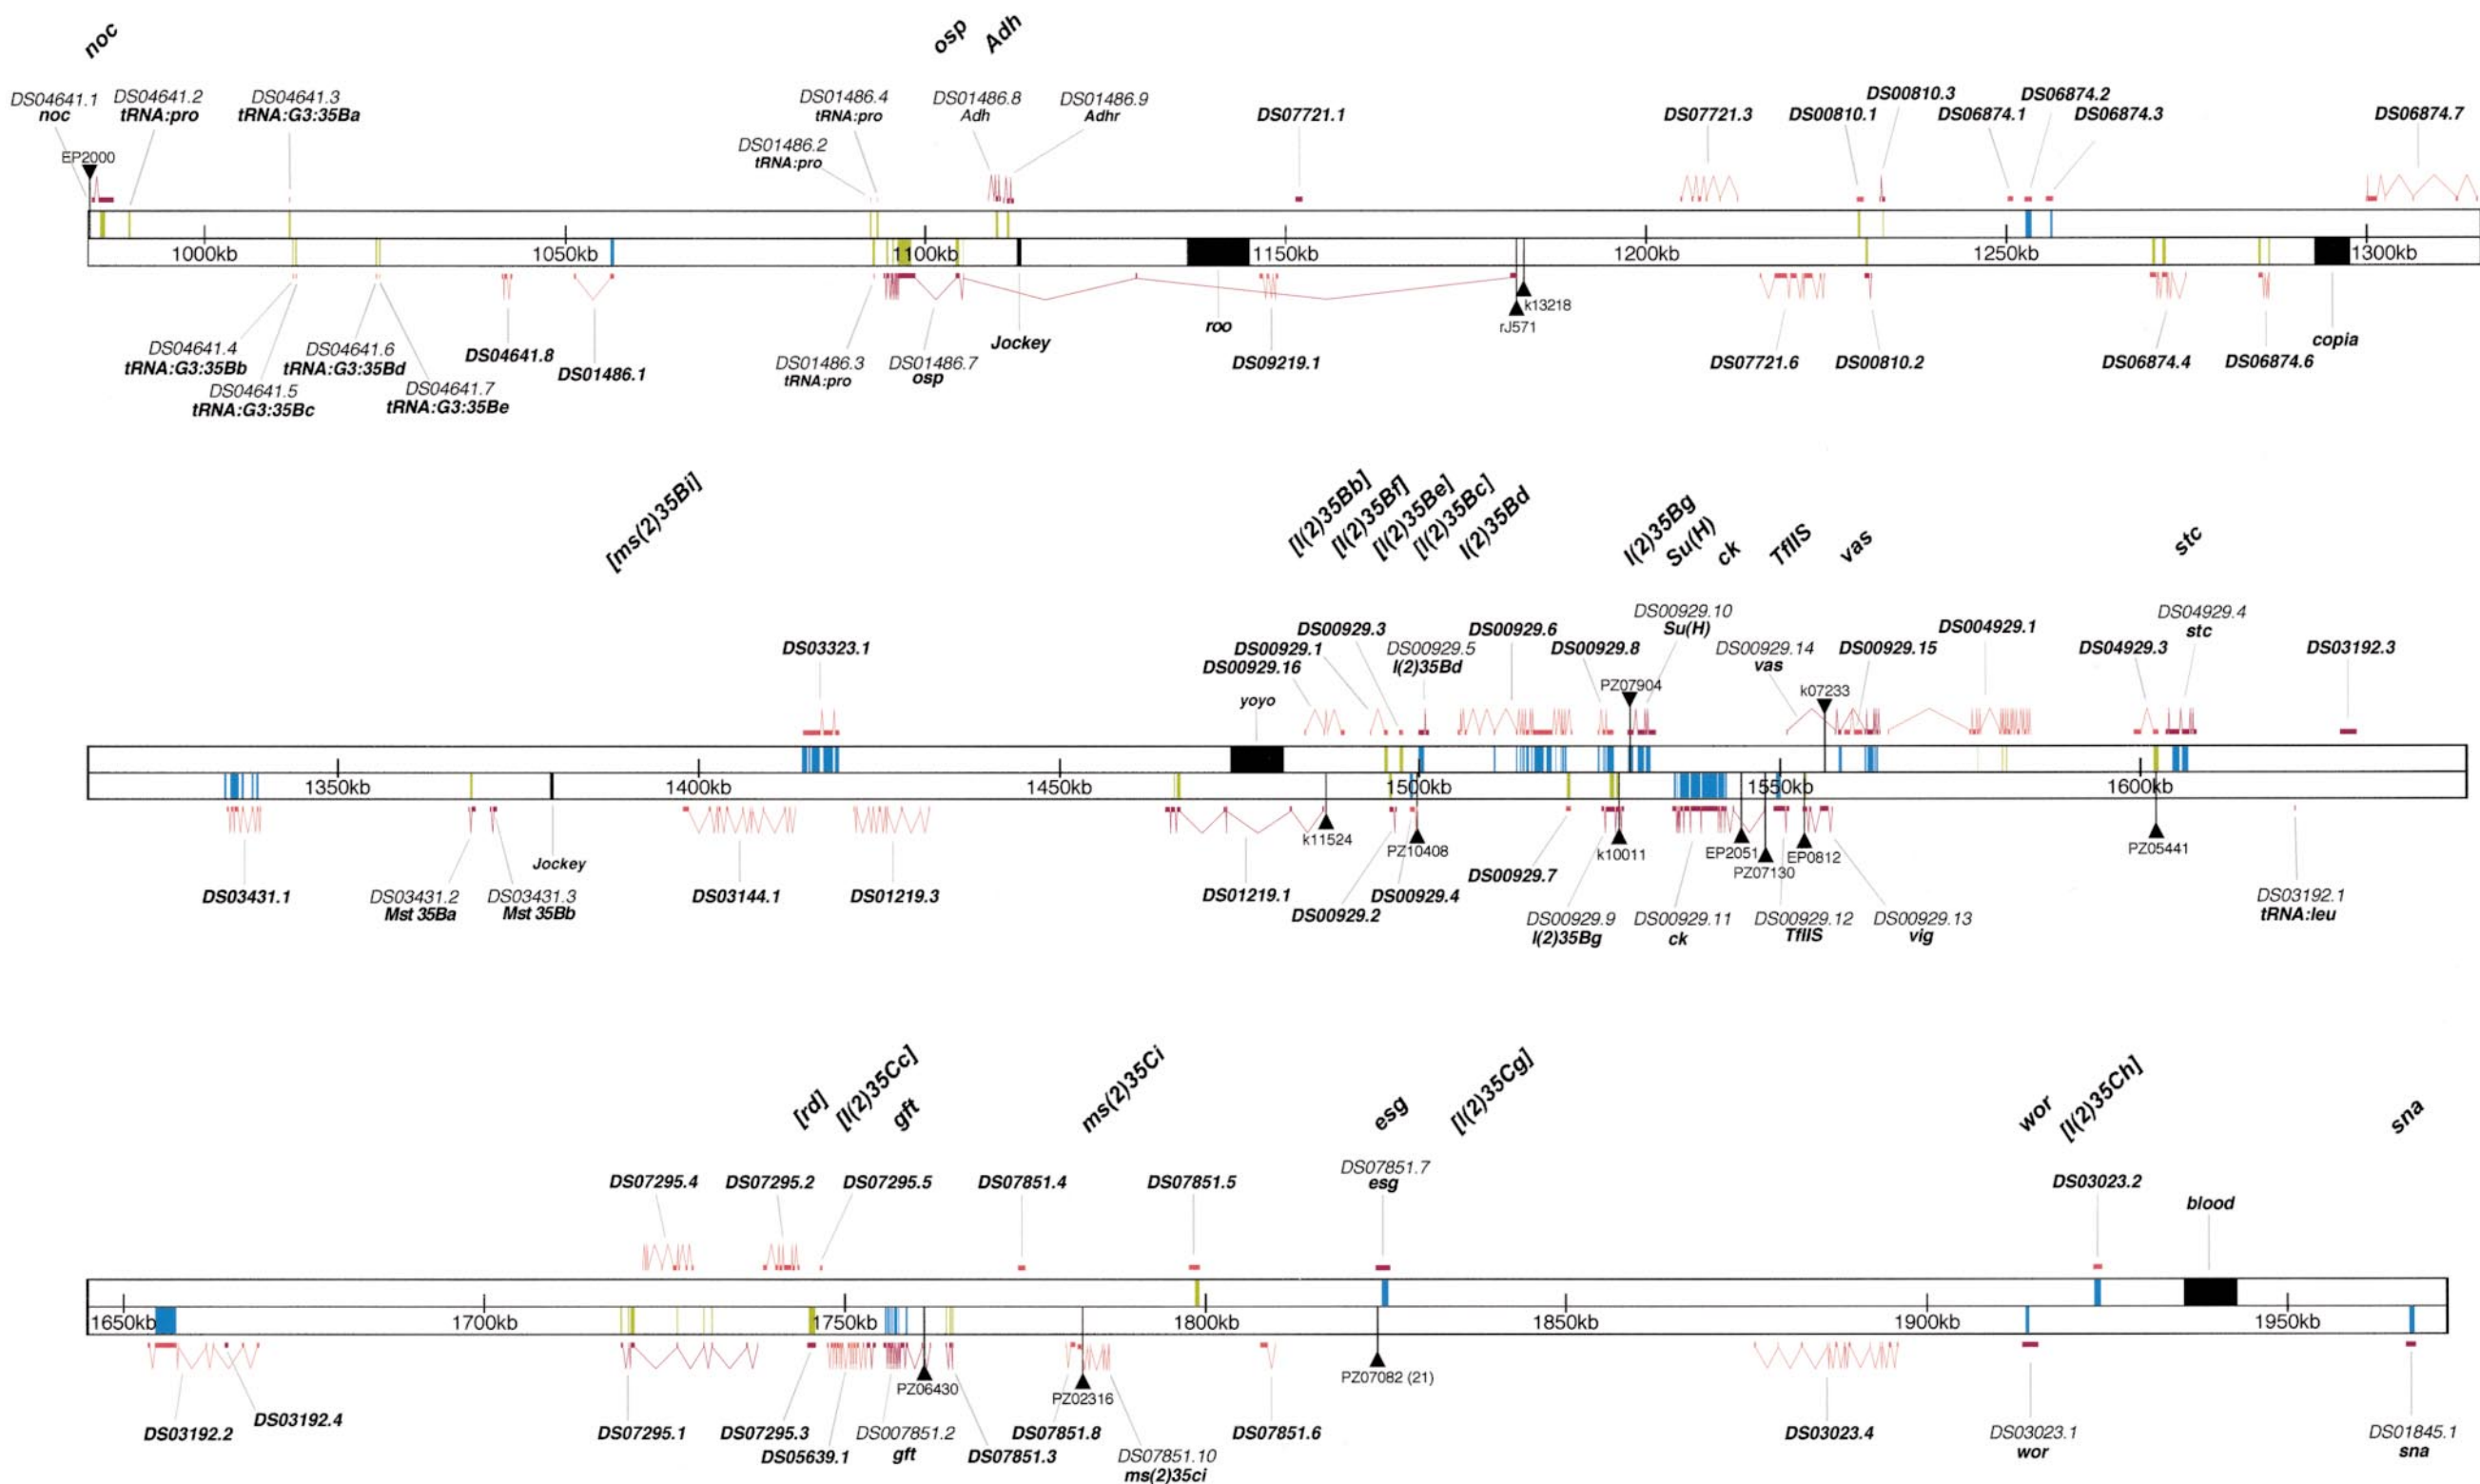 noc
osp
Adh
DS04641.1
noc
DS04641.2
tRNA:pro
DS04641.3
tRNA:G3:35Ba
DS01486.4
tRNA:pro
DS01486.2
tRNA:pro
DS01486.8
Adh
DS01486.9
Adhr
DS07721.1
DS07721.3
DS00810.1
DS00810.3
DS06874.1
DS06874.2
DS06874.3
DS06874.7
EP2000
1000kb
1050kb
1100kb
1150kb
1200kb
1250kb
1300kb
k13218
rJ571
DS04641.4
tRNA:G3:35Bb
DS04641.5
tRNA:G3:35Bc
DS04641.6
tRNA:G3:35Bd
DS04641.7
tRNA:G3:35Be
DS04641.8
DS01486.1
DS01486.3
tRNA:pro
DS01486.7
osp
Jockey
roo
DS09219.1
DS07721.6
DS00810.2
DS06874.4
DS06874.6
copia
[ms(2)35Bi]
[l(2)35Bb]
[l(2)35Bf]
[l(2)35Be]
[l(2)35Bc]
l(2)35Bd
l(2)35Bg
Su(H)
ck
TfIIS
vas
stc
DS03323.1
DS00929.16
DS00929.1
DS00929.3
DS00929.5
l(2)35Bd
DS00929.6
DS00929.8
DS00929.10
Su(H)
DS00929.14
vas
DS00929.15
DS004929.1
DS04929.3
DS04929.4
stc
DS03192.3
yoyo
PZ07904
k07233
1350kb
1400kb
1450kb
1500kb
1550kb
1600kb
k11524
PZ10408
k10011
EP2051
PZ07130
EP0812
PZ05441
DS03431.1
DS03431.2
Mst 35Ba
DS03431.3
Mst 35Bb
Jockey
DS03144.1
DS01219.3
DS01219.1
DS00929.2
DS00929.4
DS00929.7
DS00929.9
l(2)35Bg
DS00929.11
ck
DS00929.12
TfIIS
DS00929.13
vig
DS03192.1
tRNA:leu
[rd]
[l(2)35Cc]
gft
ms(2)35Ci
esg
[l(2)35Cg]
wor
[l(2)35Ch]
sna
DS07295.4
DS07295.2
DS07295.5
DS07851.4
DS07851.5
DS07851.7
esg
DS03023.2
blood
1650kb
1700kb
1750kb
1800kb
1850kb
1900kb
1950kb
PZ06430
PZ02316
PZ07082 (21)
DS03192.2
DS03192.4
DS07295.1
DS07295.3
DS05639.1
DS007851.2
gft
DS07851.3
DS07851.8
DS07851.10
ms(2)35ci
DS07851.6
DS03023.4
DS03023.1
wor
DS01845.1
sna